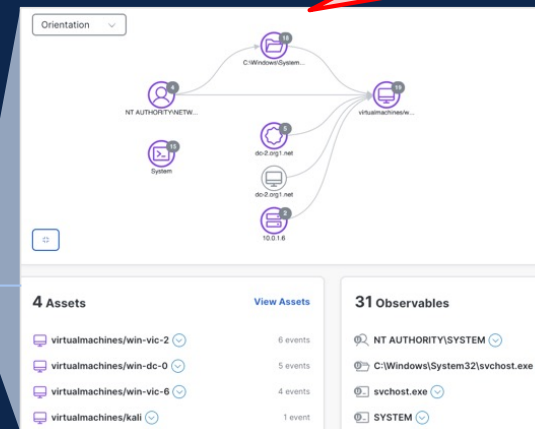 Orientation
18
C:\Windows\System...
4
NT AUTHORITY\NETW...
19
virtualmachines/w...
15
System
5
dc-2.org1.net
dc-2.org1.net
2
10.0.1.6
4 Assets
View Assets
virtualmachines/win-vic-2
6 events
virtualmachines/win-dc-0
5 events
virtualmachines/win-vic-6
4 events
virtualmachines/kali
1 event
31 Observables
NT AUTHORITY\SYSTEM
C:\Windows\System32\svchost.exe
svchost.exe
SYSTEM